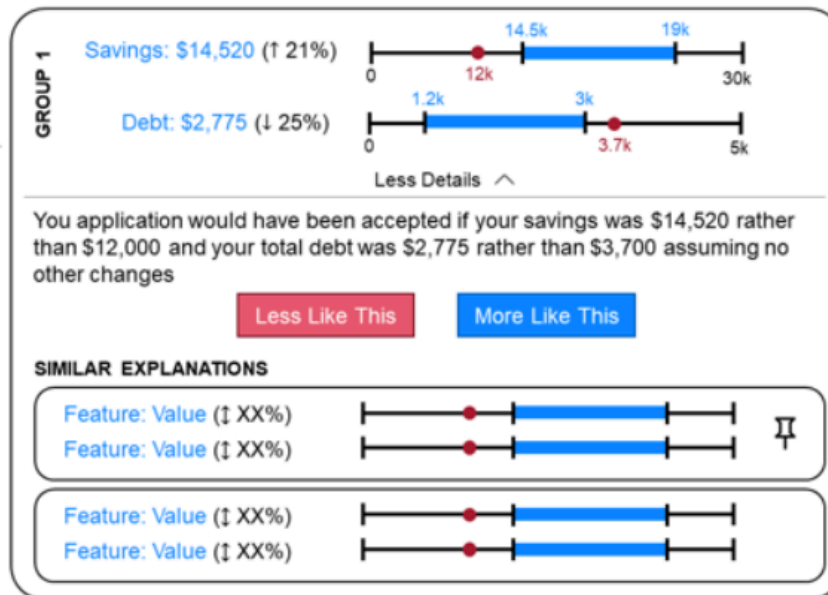 GROUP 1
Savings: $14,520 (↑ 21%)
14.5k
19k
0
12k
30k
Debt: $2,775 (↓ 25%)
1.2k
3k
0
3.7k
5k
Less Details
You application would have been accepted if your savings was $14,520 rather
than $12,000 and your total debt was $2,775 rather than $3,700 assuming no
other changes
Less Like This
More Like This
SIMILAR EXPLANATIONS
Feature: Value (↕ XX%)
Feature: Value (↕ XX%)
Feature: Value (↕ XX%)
Feature: Value (↕ XX%)